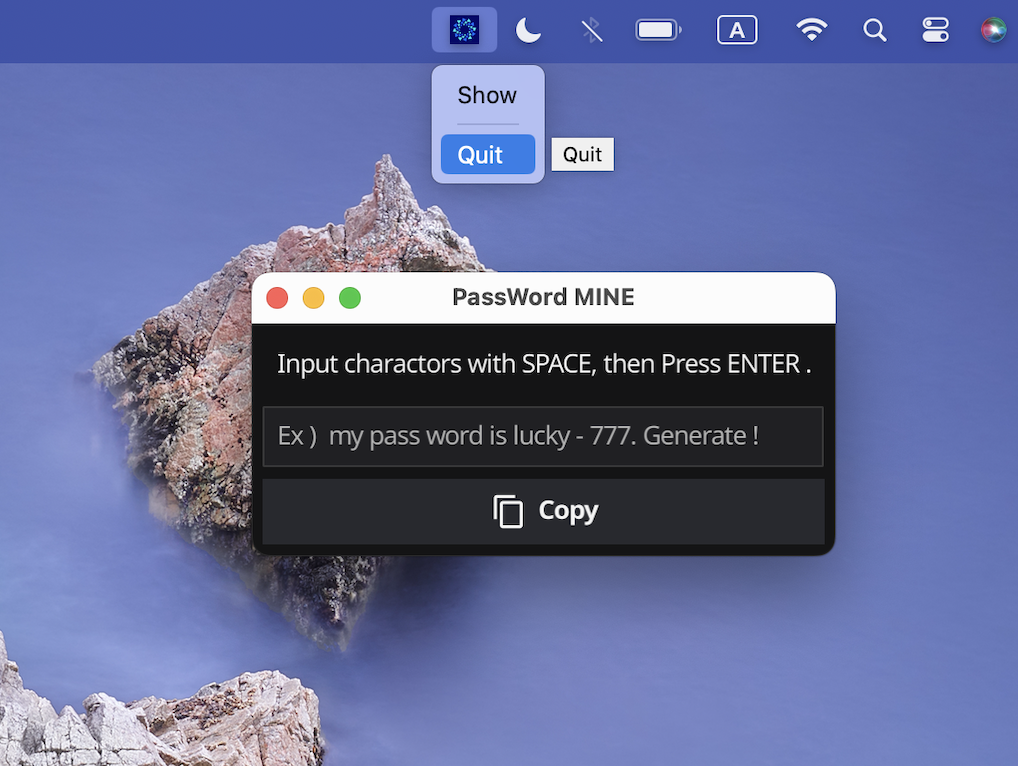 A
Show
Quit
Quit
PassWord MINE
Input charactors with SPACE, then Press ENTER .
Ex )  my pass word is lucky - 777. Generate !
Copy